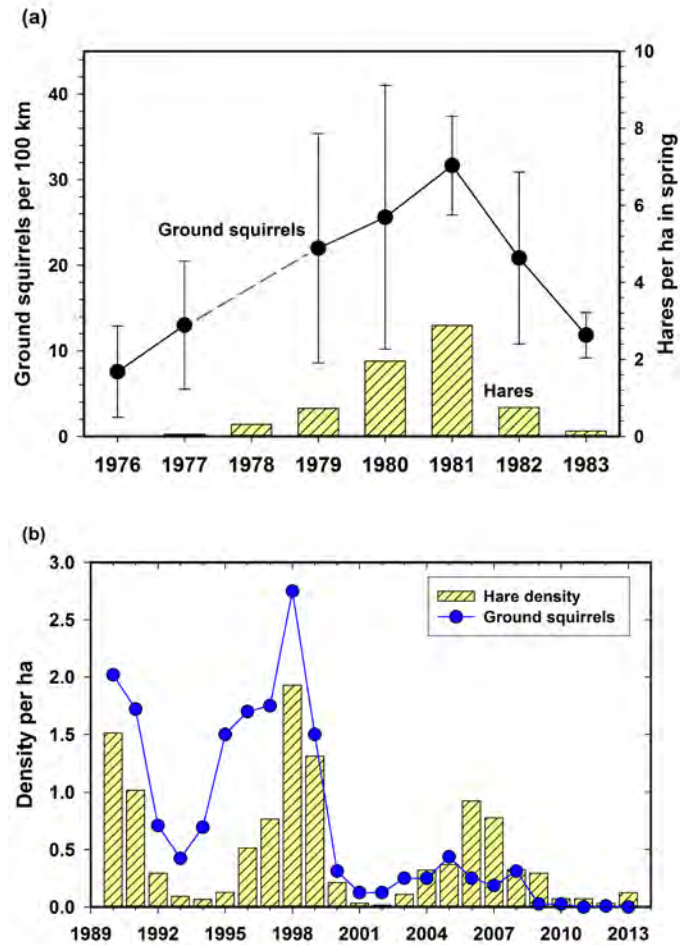 (a)
Ground squirrels per 100 km
40
30
20
10
0
Ground squirrels
Hares
10
8
6
4
2
0
Hares per ha in spring
1976 1977 1978 1979 1980 1981 1982 1983
(b)
Density per ha
3.0
2.5
2.0
1.5
1.0
0.5
0.0
Hare density
Ground squirrels
1989 1992 1995 1998 2001 2004 2007 2010 2013